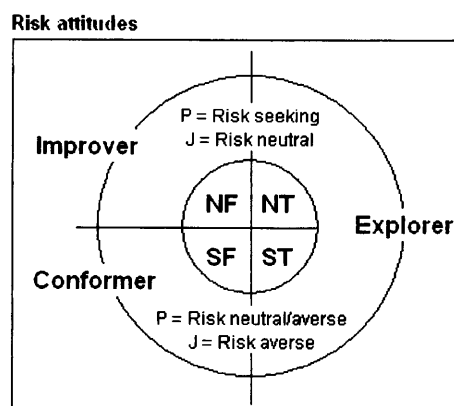 Risk attitudes
P = Risk seeking
J = Risk neutral
Improver
NF NT
Explorer
SF ST
Conformer
P = Risk neutral/averse
J = Risk averse